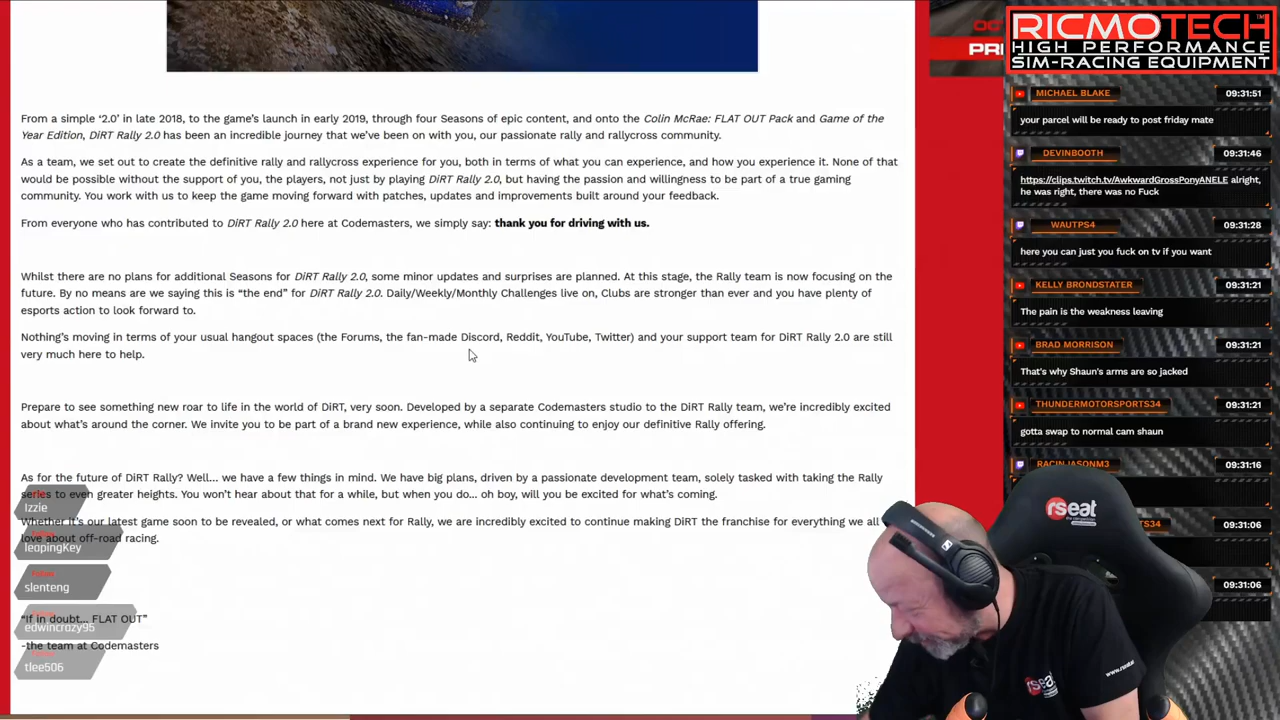 From a simple ‘2.0’ in late 2018, to the game’s launch in early 2019, through four Seasons of epic content, and onto the Colin McRae: FLAT OUT Pack and Game of the
Year Edition, DiRT Rally 2.0 has been an incredible journey that we’ve been on with you, our passionate rally and rallycross community.
As a team, we set out to create the definitive rally and rallycross experience for you, both in terms of what you can experience, and how you experience it. None of that
would be possible without the support of you, the players, not just by playing DiRT Rally 2.0, but having the passion and willingness to be part of a true gaming
community. You work with us to keep the game moving forward with patches, updates and improvements built around your feedback.
From everyone who has contributed to DiRT Rally 2.0 here at Codemasters, we simply say: thank you for driving with us.
Whilst there are no plans for additional Seasons for DiRT Rally 2.0, some minor updates and surprises are planned. At this stage, the Rally team is now focusing on the
future. By no means are we saying this is “the end” for DiRT Rally 2.0. Daily/Weekly/Monthly Challenges live on, Clubs are stronger than ever and you have plenty of
esports action to look forward to.
Nothing’s moving in terms of your usual hangout spaces (the Forums, the fan-made Discord, Reddit, YouTube, Twitter) and your support team for DiRT Rally 2.0 are still
very much here to help.
Prepare to see something new roar to life in the world of DiRT, very soon. Developed by a separate Codemasters studio to the DiRT Rally team, we’re incredibly excited
about what’s around the corner. We invite you to be part of a brand new experience, while also continuing to enjoy our definitive Rally offering.
As for the future of DiRT Rally? Well... we have a few things in mind. We have big plans, driven by a passionate development team, solely tasked with taking the Rally
series to even greater heights. You won’t hear about that for a while, but when you do... oh boy, will you be excited for what’s coming.
Whether it’s our latest game soon to be revealed, or what comes next for Rally, we are incredibly excited to continue making DiRT the franchise for everything we all
love about off-road racing.
“If in doubt... FLAT OUT”
-the team at Codemasters
Izzie
leapingKey
slenteng
edwincrazy95
tlee506
RICMOTECH
HIGH PERFORMANCE
SIM-RACING EQUIPMENT
MICHAEL BLAKE 09:31:51
your parcel will be ready to post friday mate
DEVINBOOTH 09:31:46
https://clips.twitch.tv/AwkwardGrossPonyANELE alright,
he was right, there was no Fuck
WAUTPS4 09:31:28
here you can just you fuck on tv if you want
KELLY BRONDSTATER 09:31:21
The pain is the weakness leaving
BRAD MORRISON 09:31:21
That's why Shaun's arms are so jacked
THUNDERMOTORSPORTS34 09:31:21
gotta swap to normal cam shaun
RACINJASONM3 09:31:16
09:31:06
09:31:06
rseat
rseat